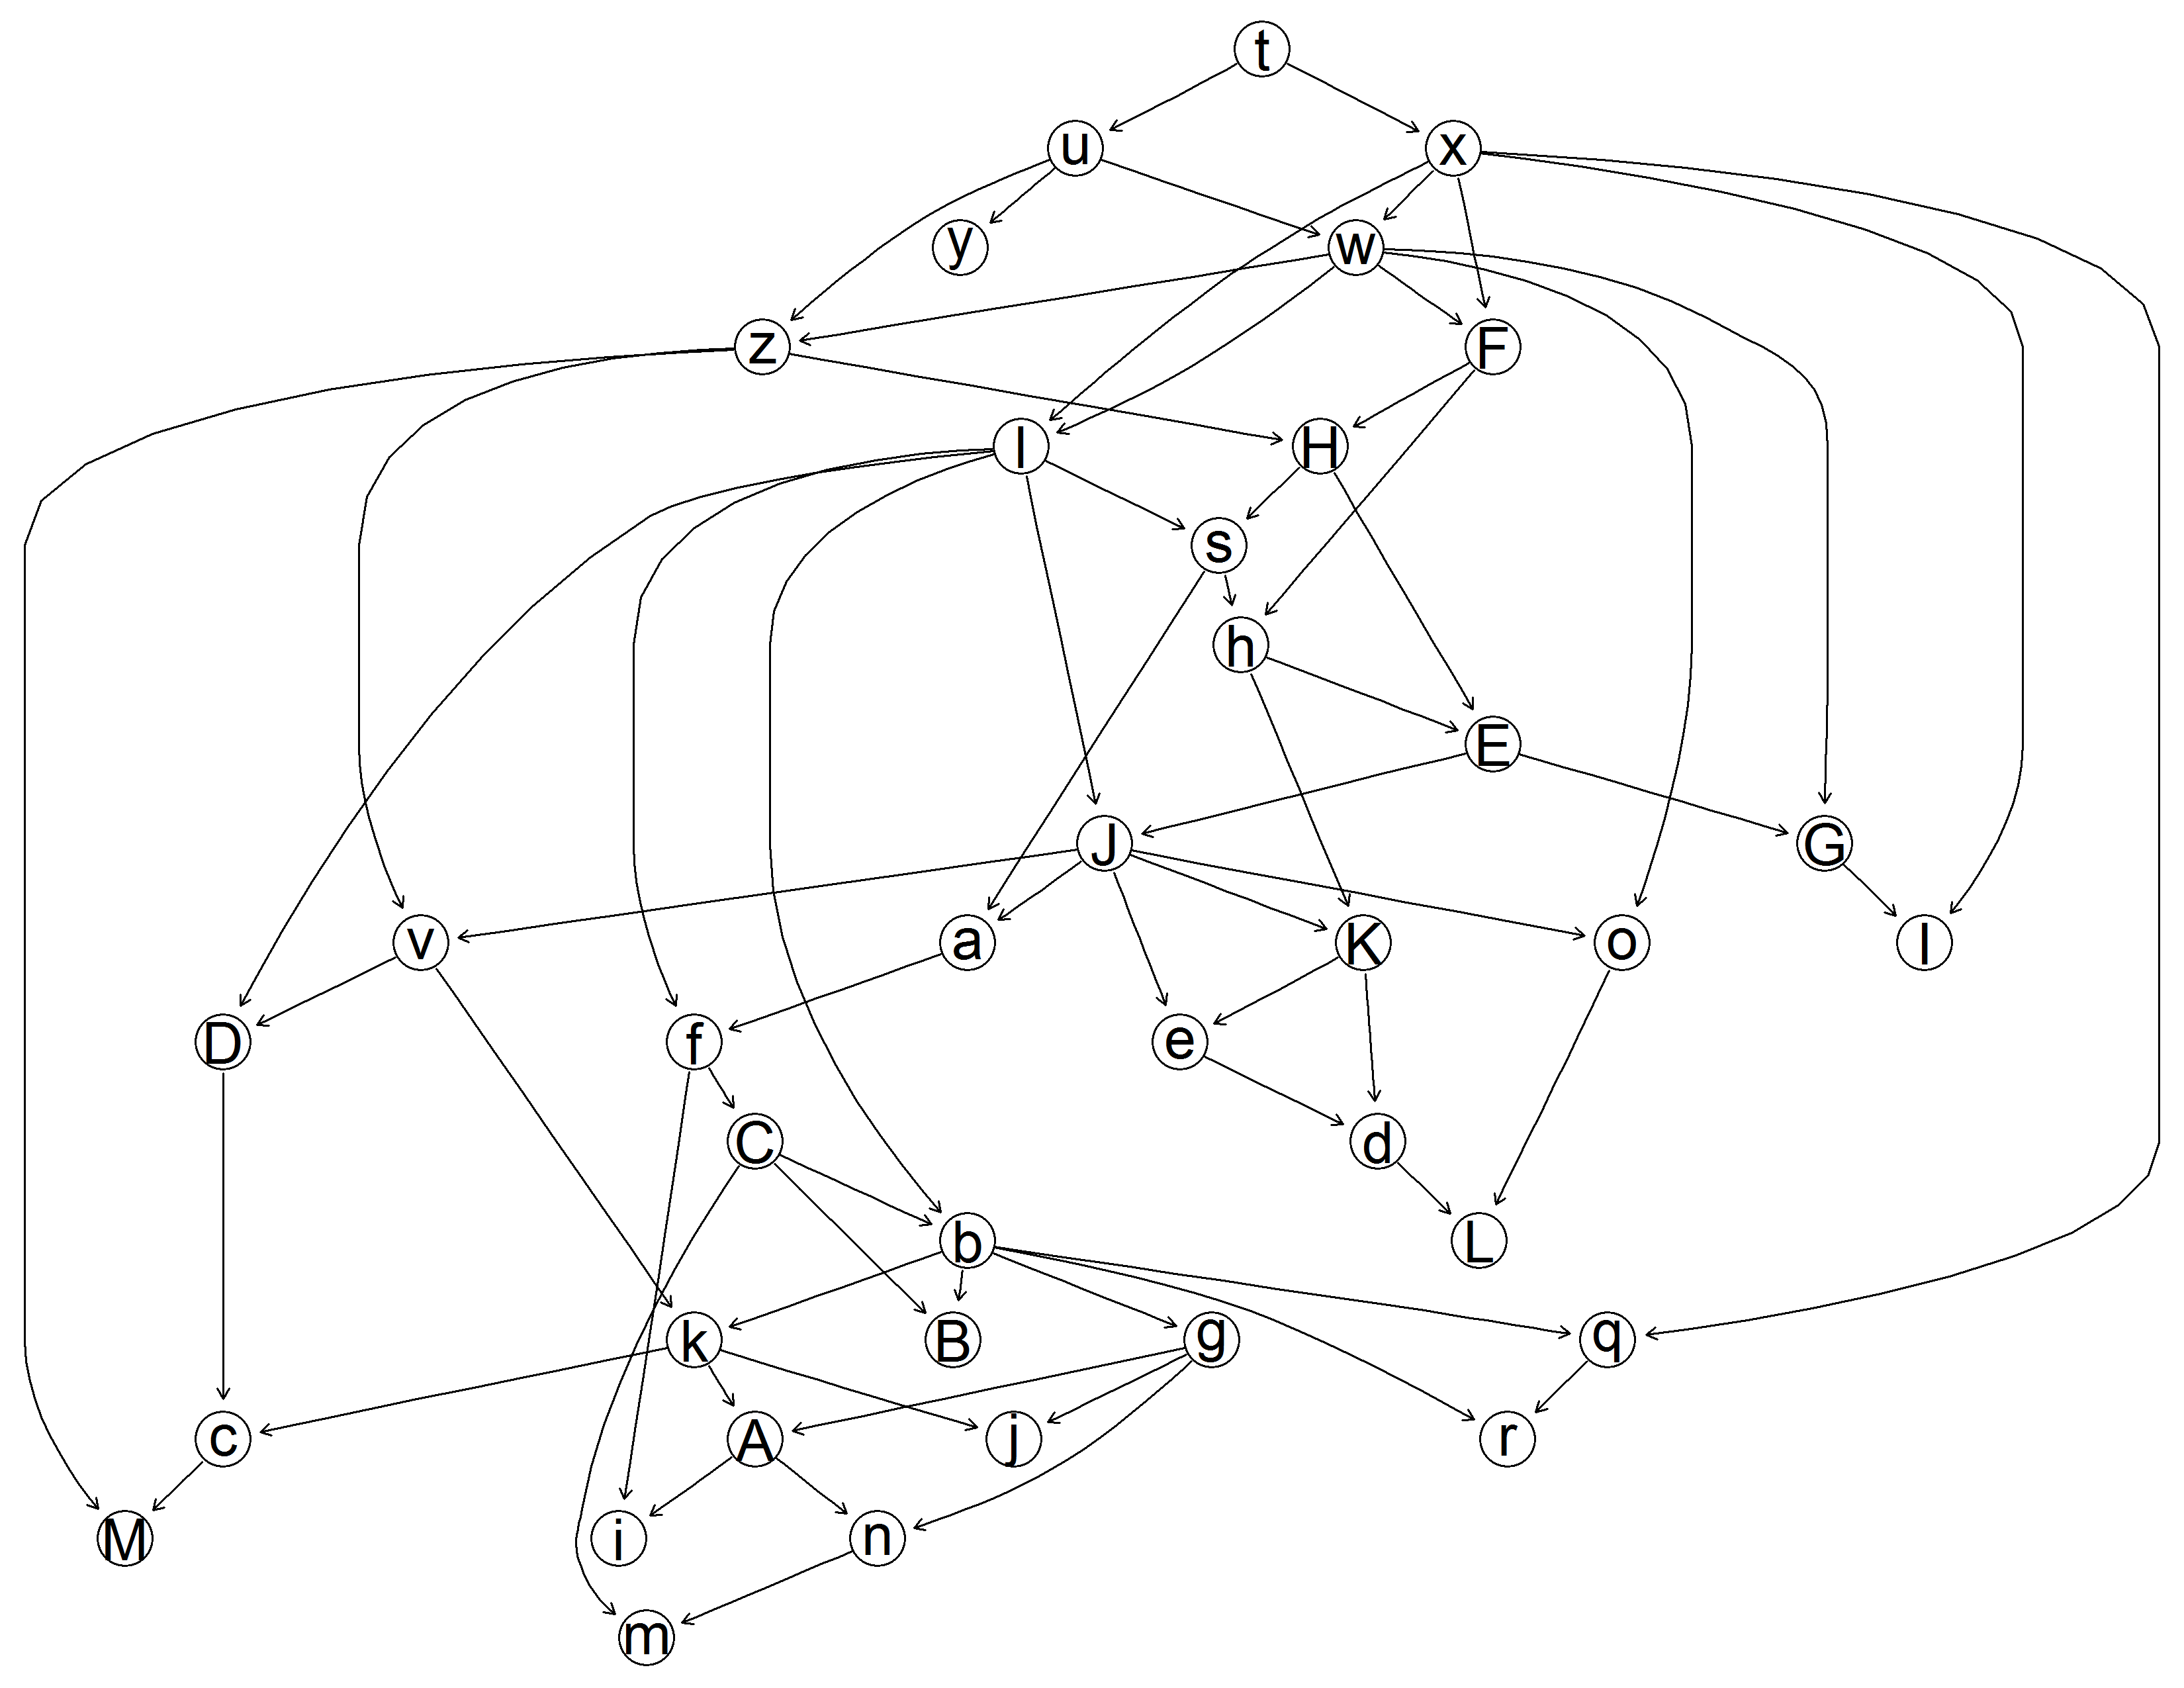 t
u x
y w
z F
l H
s
h
E
J G
v a K o I
D f e
C d
b L
k B g q
c A j r
M i n
m